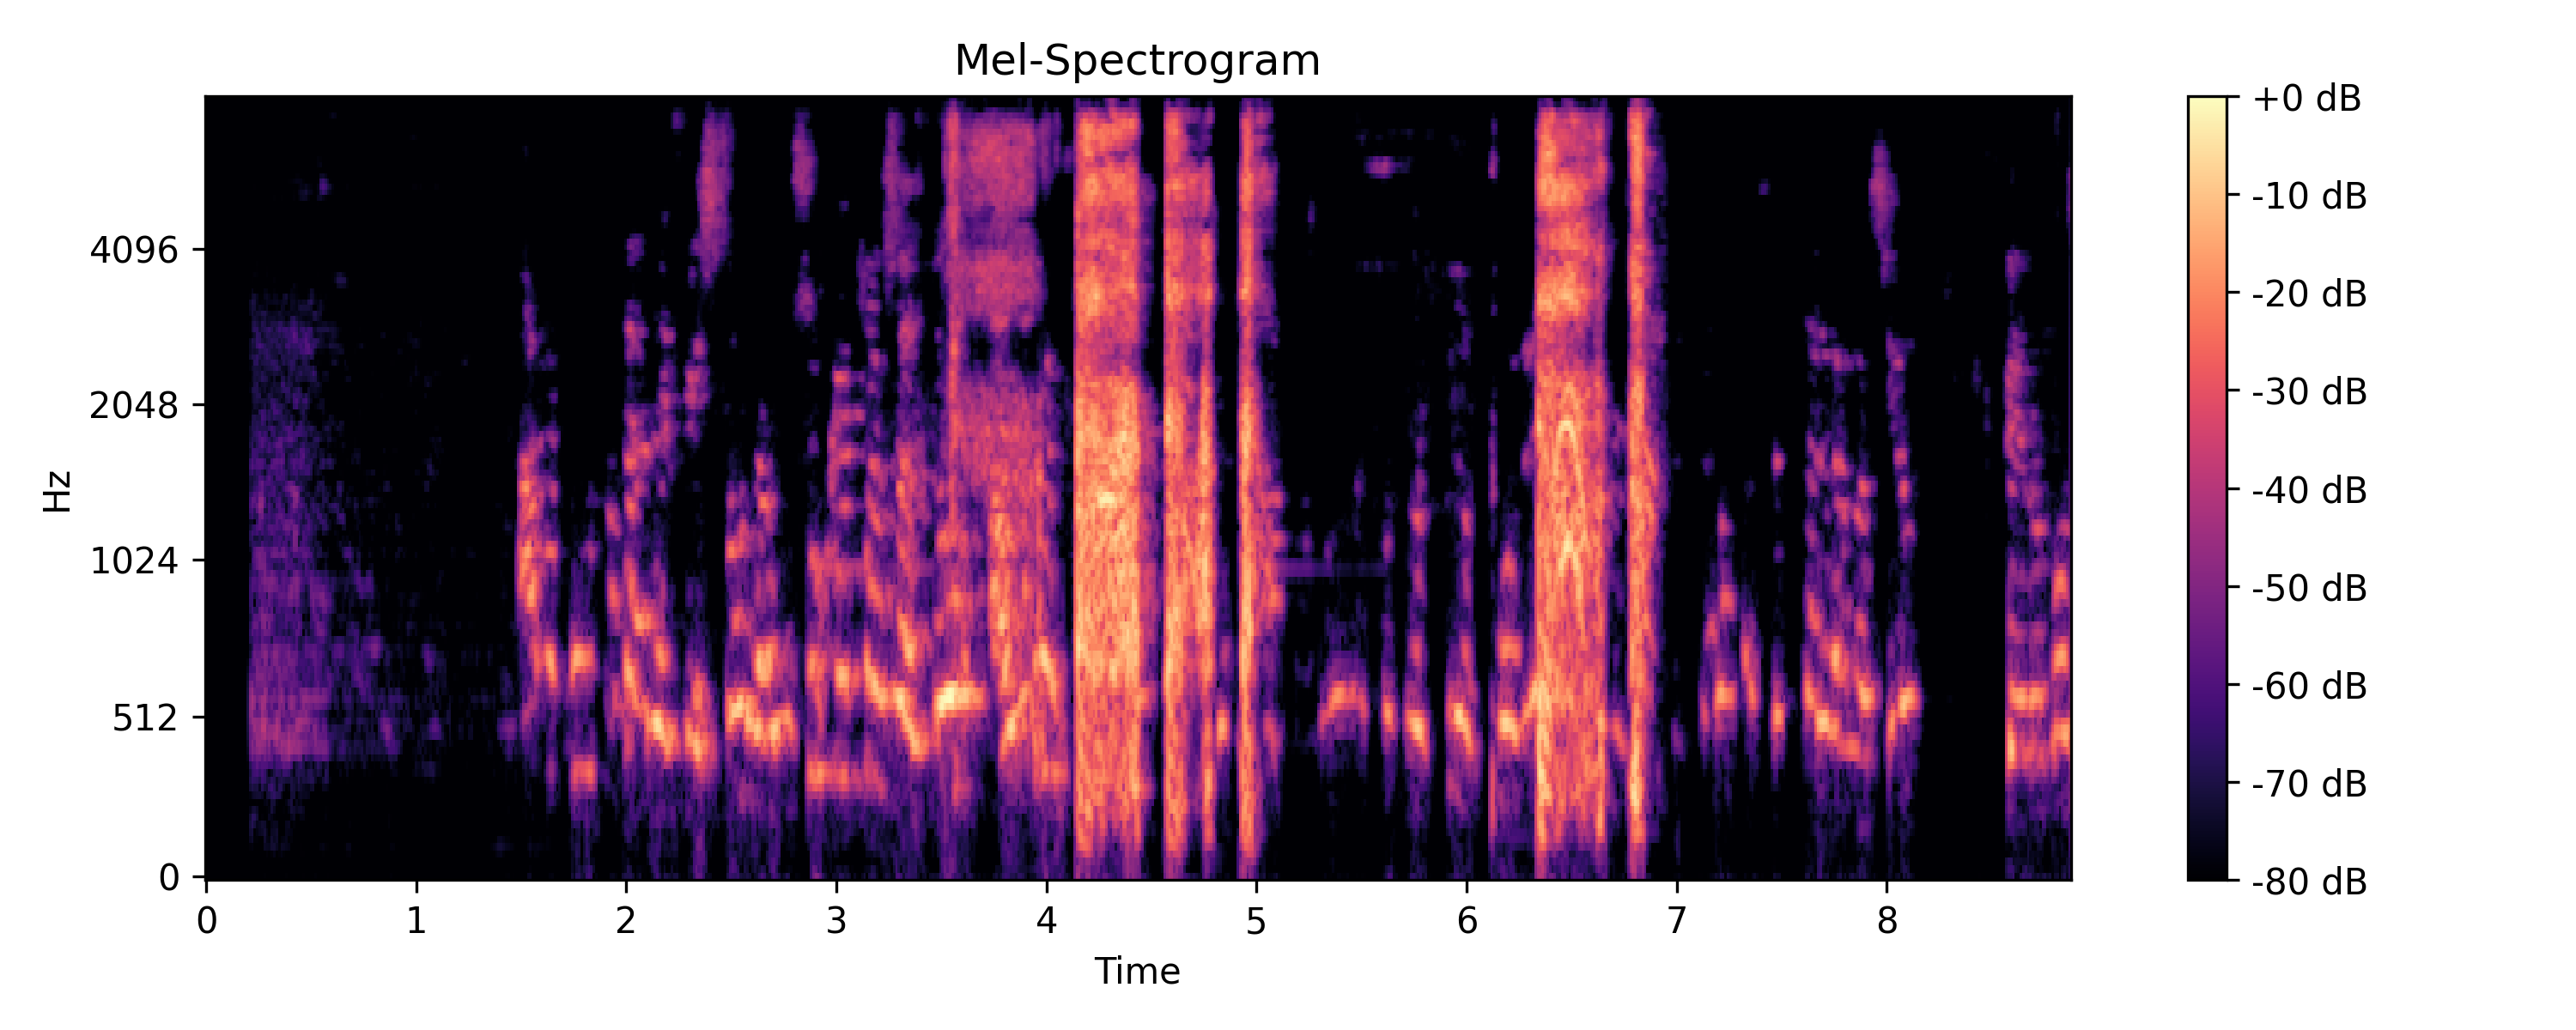 Mel-Spectrogram
+0 dB
-10 dB
-20 dB
-30 dB
-40 dB
-50 dB
-60 dB
-70 dB
-80 dB
Hz
4096
2048
1024
512
0
0 1 2 3 4 5 6 7 8
Time